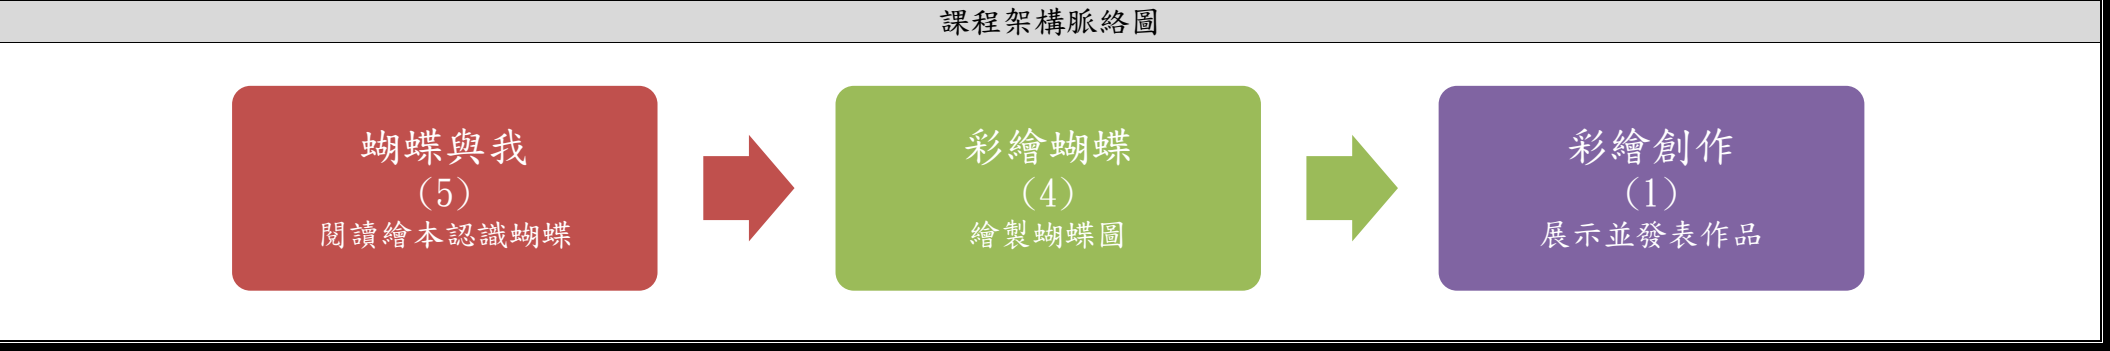 課程架構脈絡圖
蝴蝶與我
(5)
閱讀繪本認識蝴蝶
彩繪蝴蝶
(4)
繪製蝴蝶圖
彩繪創作
(1)
展示並發表作品